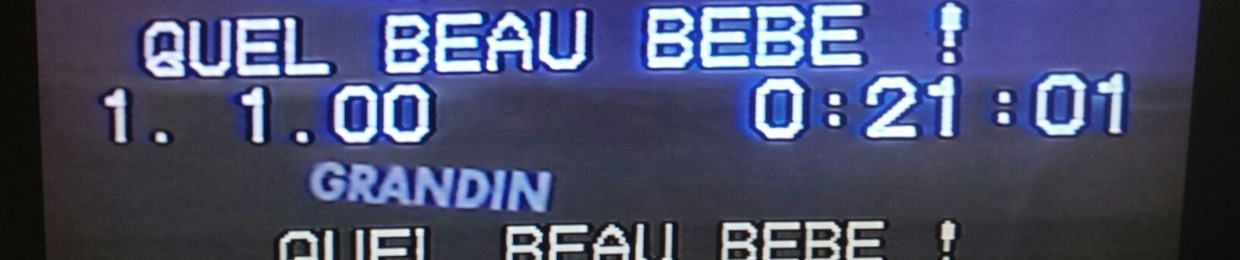 QUEL BEAU BEBE !
1. 1.00 0:21:01
GRANDIN
QUEL BEAU BEBE !